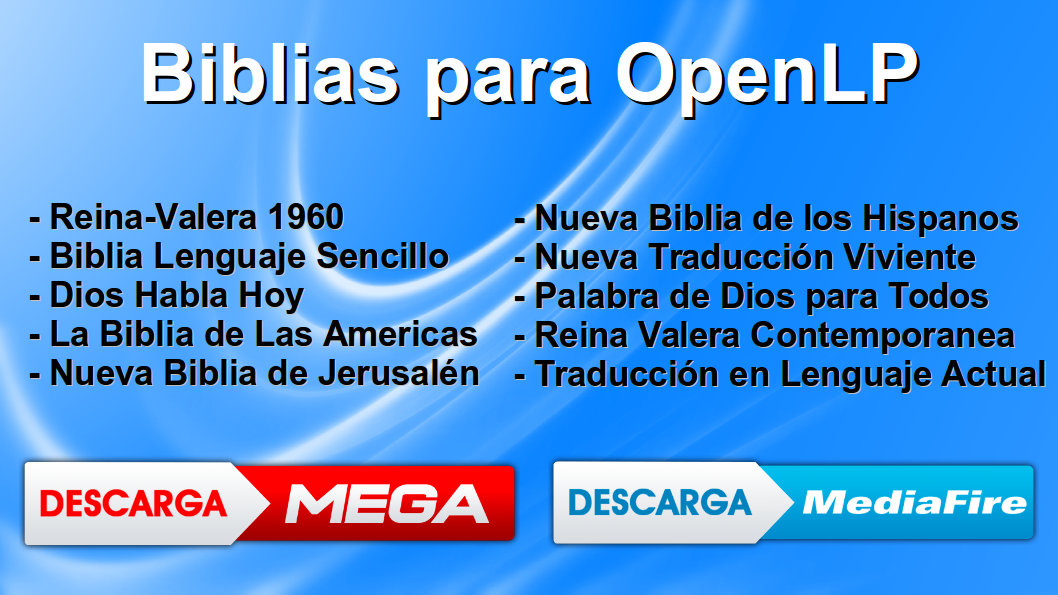 Biblias para OpenLP
- Reina-Valera 1960
- Biblia Lenguaje Sencillo
- Dios Habla Hoy
- La Biblia de Las Americas
- Nueva Biblia de Jerusalén
- Nueva Biblia de los Hispanos
- Nueva Traducción Viviente
- Palabra de Dios para Todos
- Reina Valera Contemporanea
- Traducción en Lenguaje Actual
DESCARGA MEGA
DESCARGA MediaFire